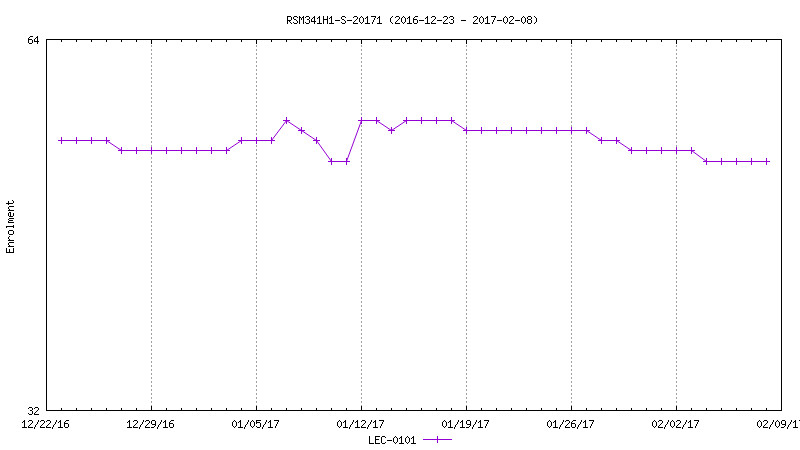 RSM341H1-S-20171 (2016-12-23 - 2017-02-08)
64
Enrolment
32
12/22/16 12/29/16 01/05/17 01/12/17 01/19/17 01/26/17 02/02/17 02/09/1
LEC-0101